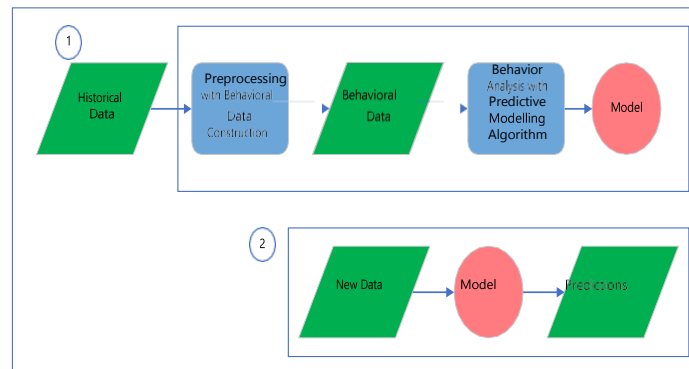 1
Historical
Data
Preprocessing
with Behavioral
Data
Construction
Behavioral
Data
Behavior
Analysis with
Predictive
Modelling
Algorithm
Model
2
New Data
Model
Predictions